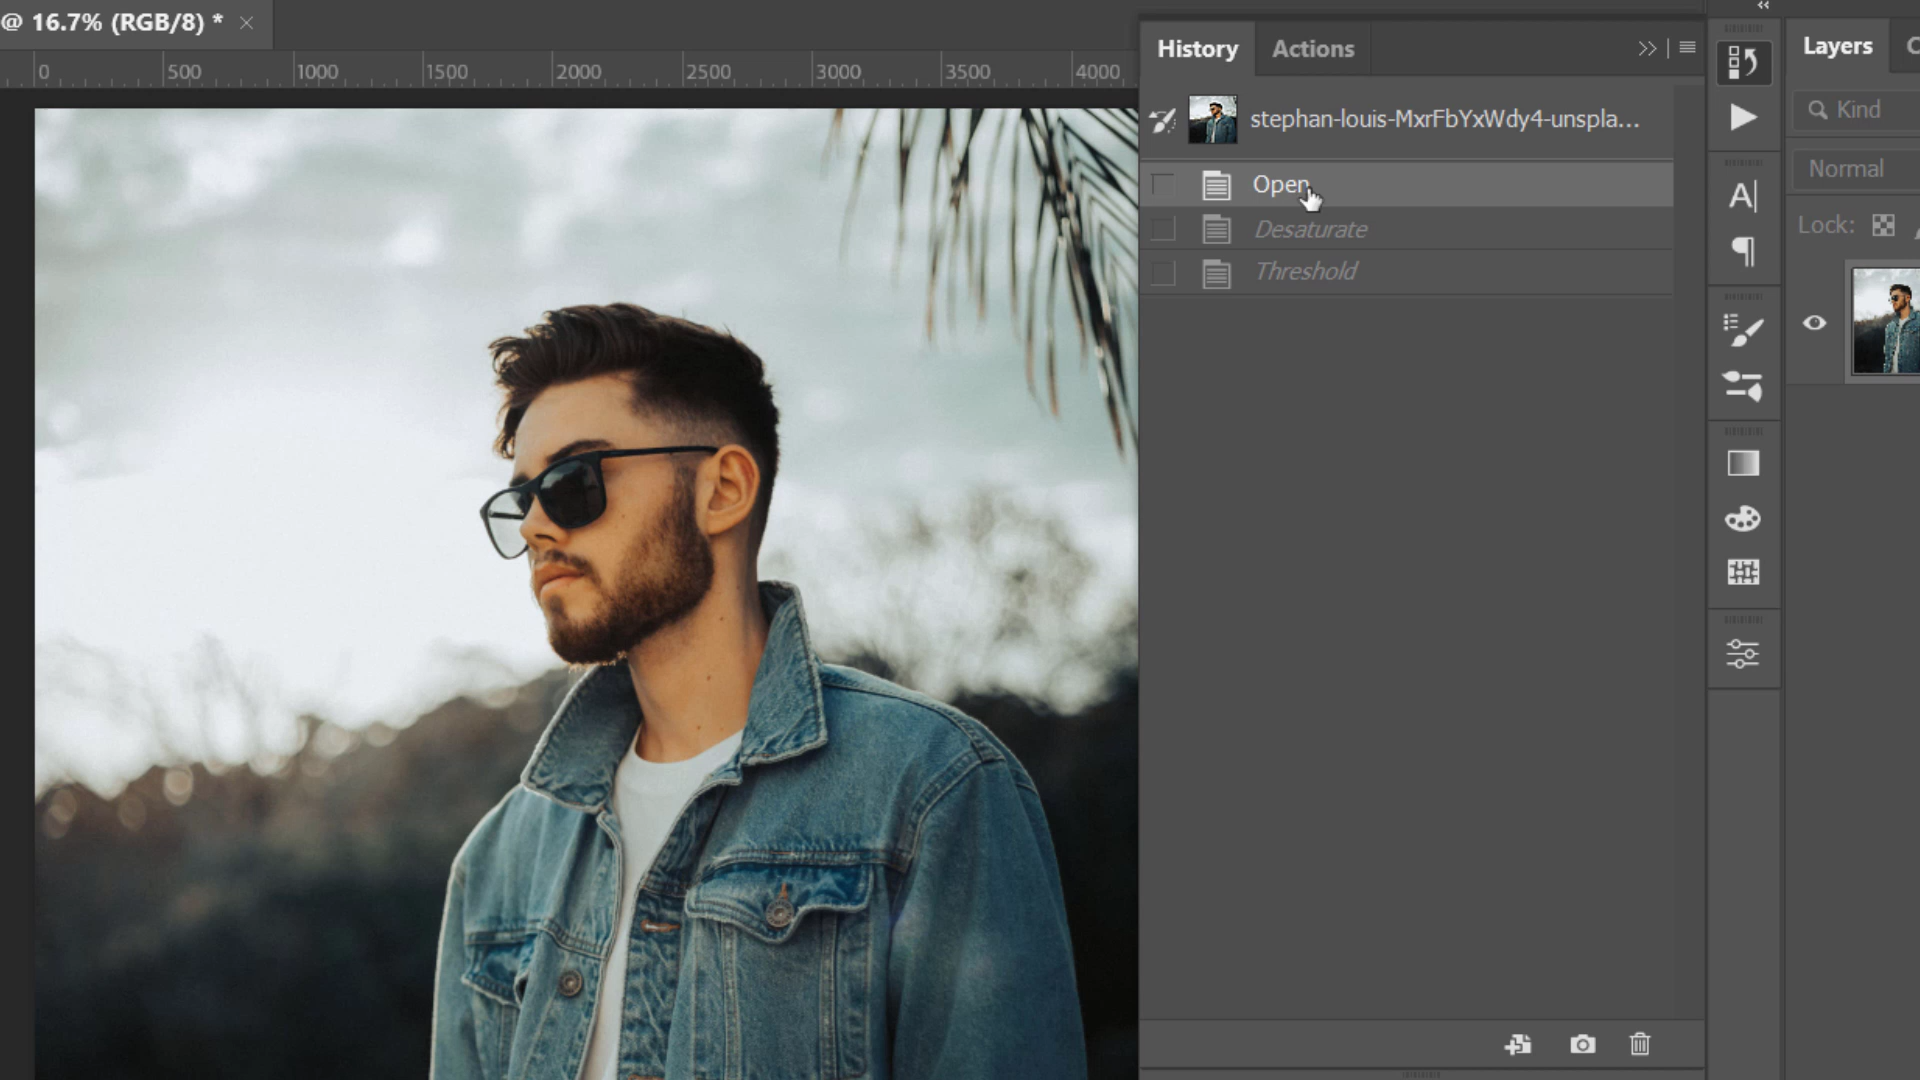 @ 16.7% (RGB/8) *
0 500 1000 1500 2000 2500 3000 3500 4000
History Actions
stephan-louis-MxrFbYxWdy4-unspla...
Open
Desaturate
Threshold
Layers
Kind
Normal
Lock: